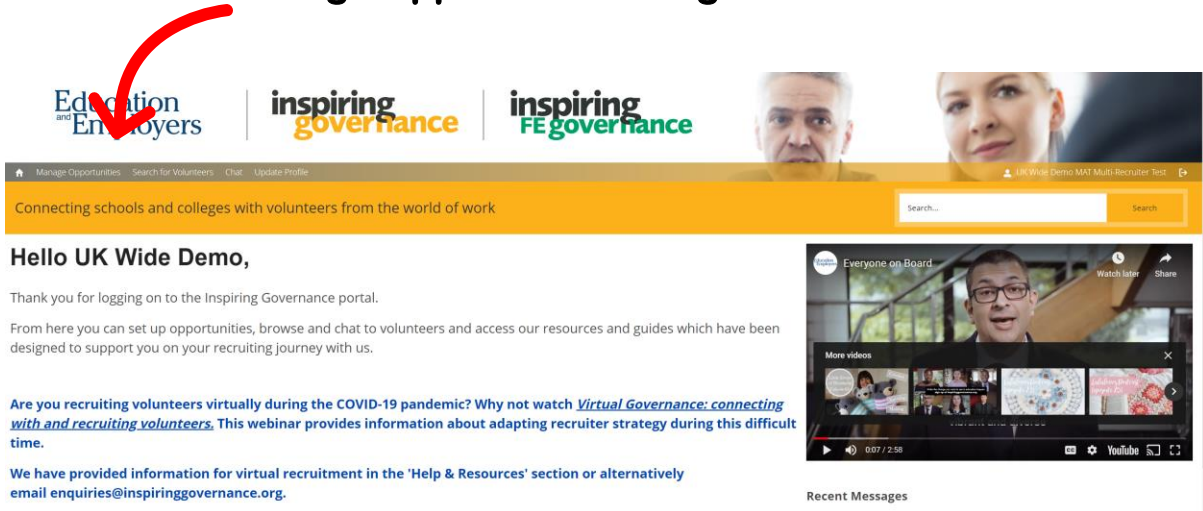 Education
and Employers
inspiring
governance
inspiring
FE governance
Manage Opportunities Search for Volunteers Chat Update Profile
UK Wide Demo MAT Multi-Recruiter Test
Connecting schools and colleges with volunteers from the world of work
Search...
Search
Hello UK Wide Demo,
Thank you for logging on to the Inspiring Governance portal.
From here you can set up opportunities, browse and chat to volunteers and access our resources and guides which have been
designed to support you on your recruiting journey with us.
Are you recruiting volunteers virtually during the COVID-19 pandemic? Why not watch Virtual Governance: connecting
with and recruiting volunteers. This webinar provides information about adapting recruiter strategy during this difficult
time.
We have provided information for virtual recruitment in the 'Help & Resources' section or alternatively
email enquiries@inspiringgovernance.org.
Education
Employers
Everyone on Board
Watch later
Share
More videos
0:07 / 2:58
CC
YouTube
Recent Messages